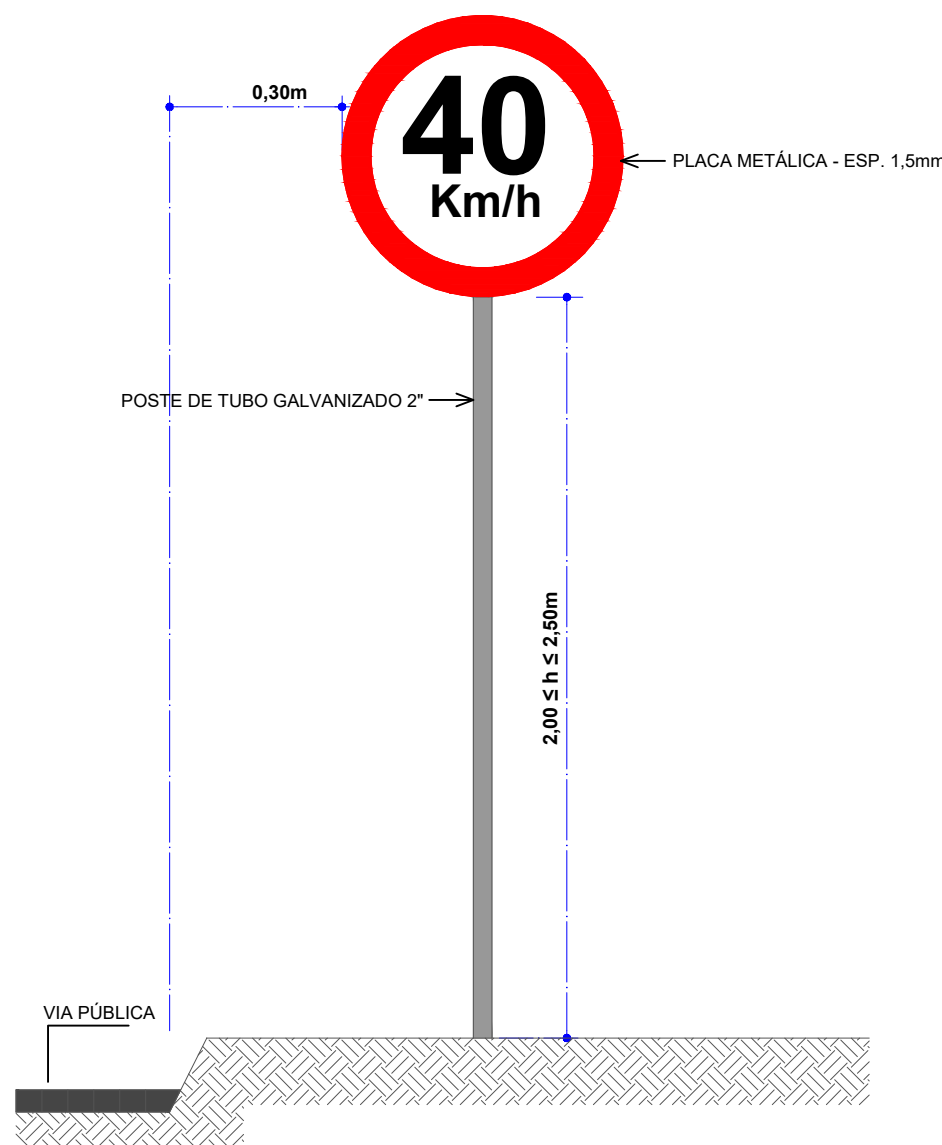 0,30m
40
Km/h
PLACA METÁLICA - ESP. 1,5mm
POSTE DE TUBO GALVANIZADO 2"
2,00 ≤ h ≤ 2,50m
VIA PÚBLICA